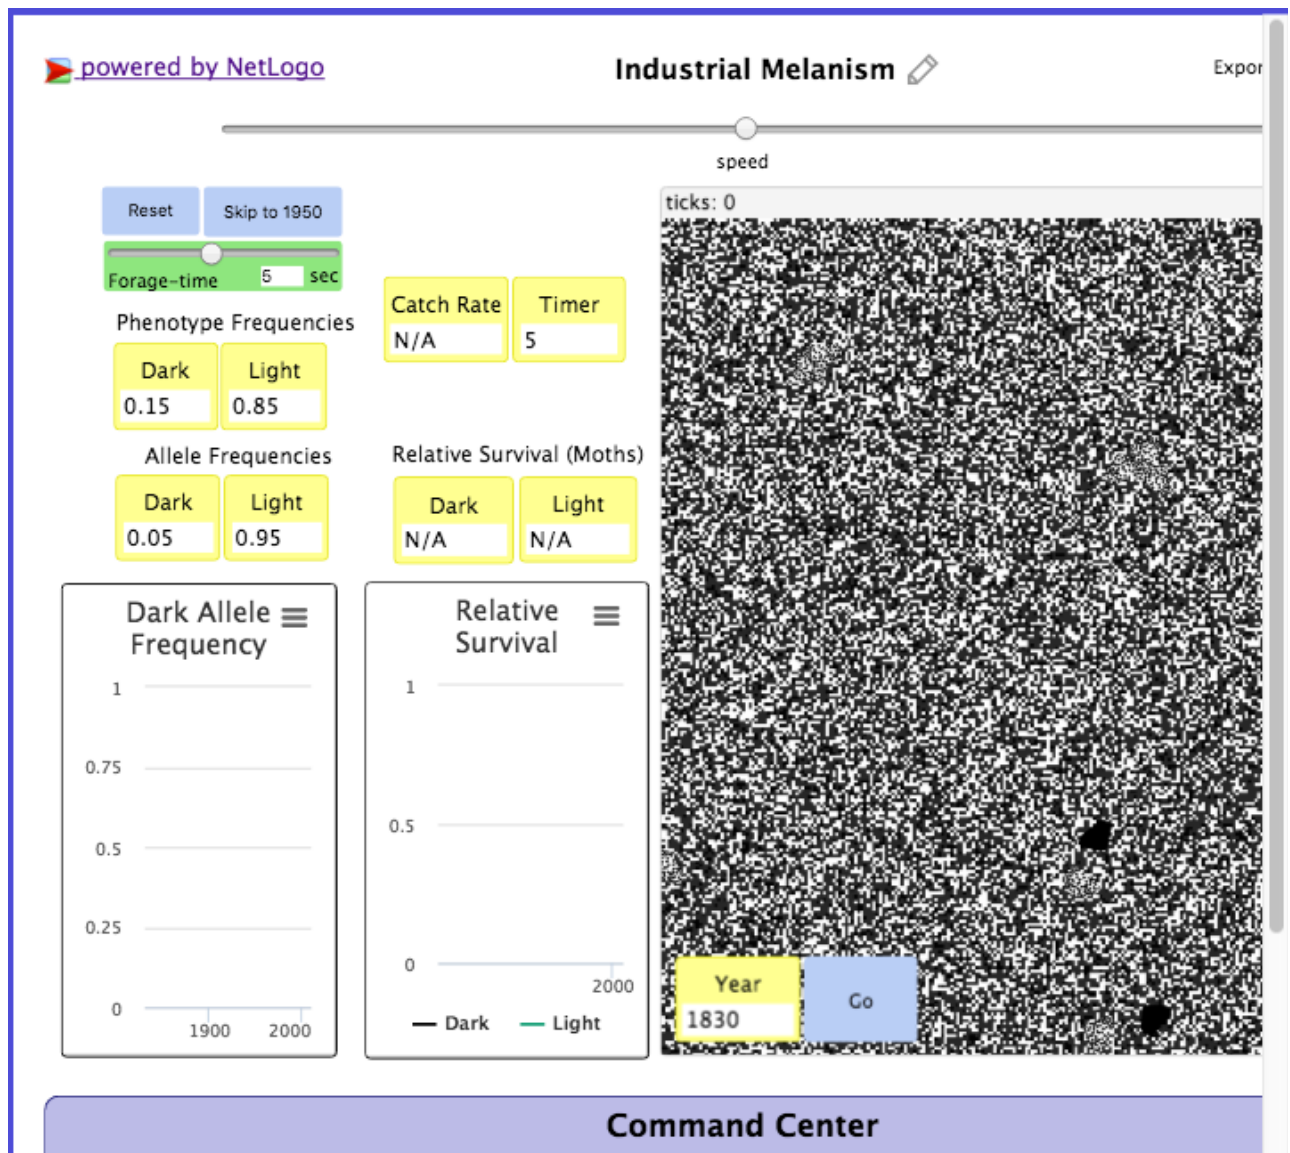 powered by NetLogo
Industrial Melanism
speed
Reset
Skip to 1950
ticks: 0
Forage-time
5
sec
Catch Rate
Timer
N/A
5
Phenotype Frequencies
Dark
Light
0.15
0.85
Allele Frequencies
Relative Survival (Moths)
Dark
Light
0.05
0.95
Dark
Light
N/A
N/A
Dark Allele
Frequency
1
0.75
0.5
0.25
0
1900
2000
Relative
Survival
1
0.5
0
2000
Dark
Light
Year
1830
Go
Command Center